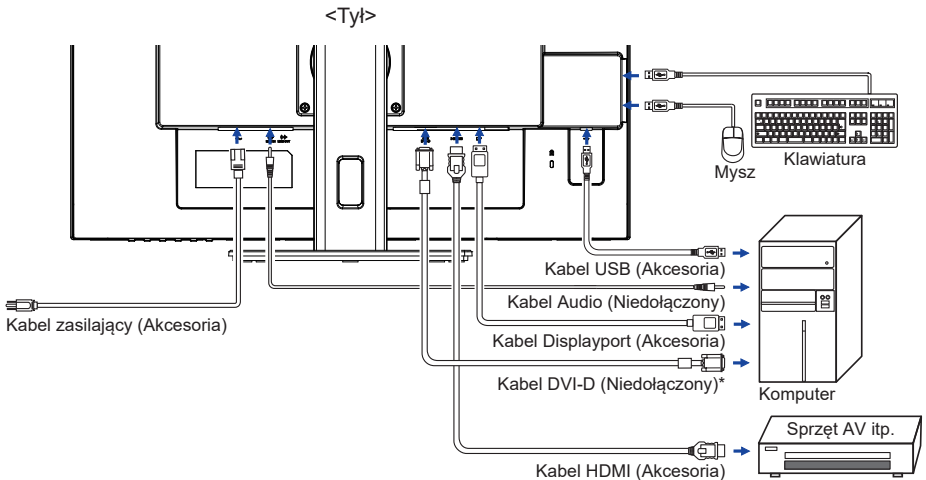 <Tył>
Klawiatura
Mysz
Kabel USB (Akcesoria)
Kabel Audio (Niedołączony)
Kabel zasilający (Akcesoria)
Kabel Displayport (Akcesoria)
Kabel DVI-D (Niedołączony)*
Komputer
Sprzęt AV itp.
Kabel HDMI (Akcesoria)